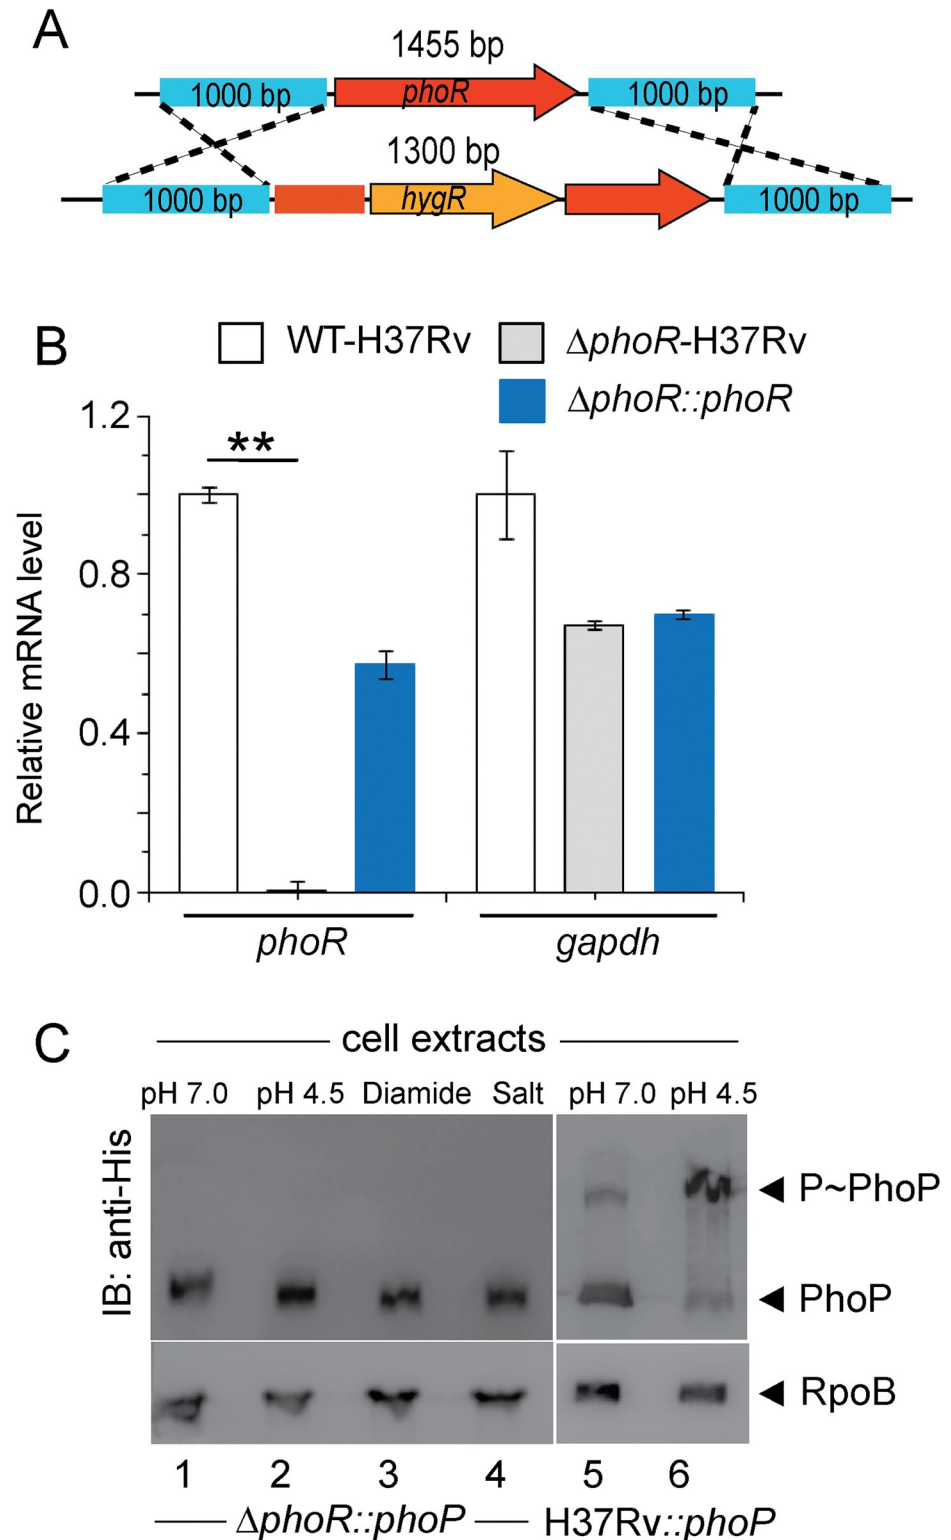 A
1455 bp
1000 bp phoR 1000 bp
1300 bp
1000 bp hygR 1000 bp
B
WT-H37Rv ΔphoR-H37Rv
ΔphoR::phoR
Relative mRNA level
1.2
0.8
0.4
0.0
**
phoR gapdh
C
cell extracts
pH 7.0 pH 4.5 Diamide Salt pH 7.0 pH 4.5
IB: anti-His
P~PhoP
PhoP
RpoB
1 2 3 4 5 6
ΔphoR::phoP H37Rv::phoP